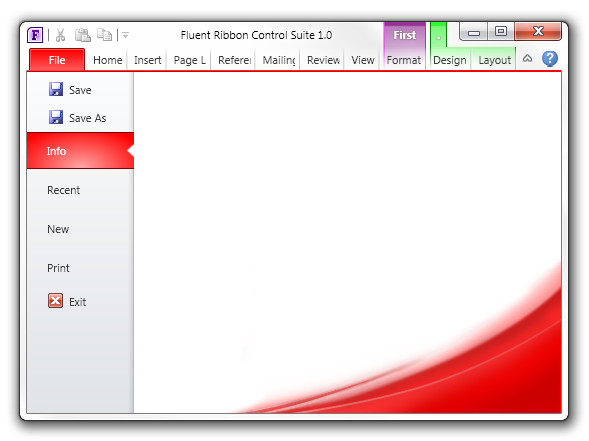 F Fluent Ribbon Control Suite 1.0 First .
File Home Insert Page L Referen Mailing Review View Format Design Layout ?
Save
Save As
Info
Recent
New
Print
Exit